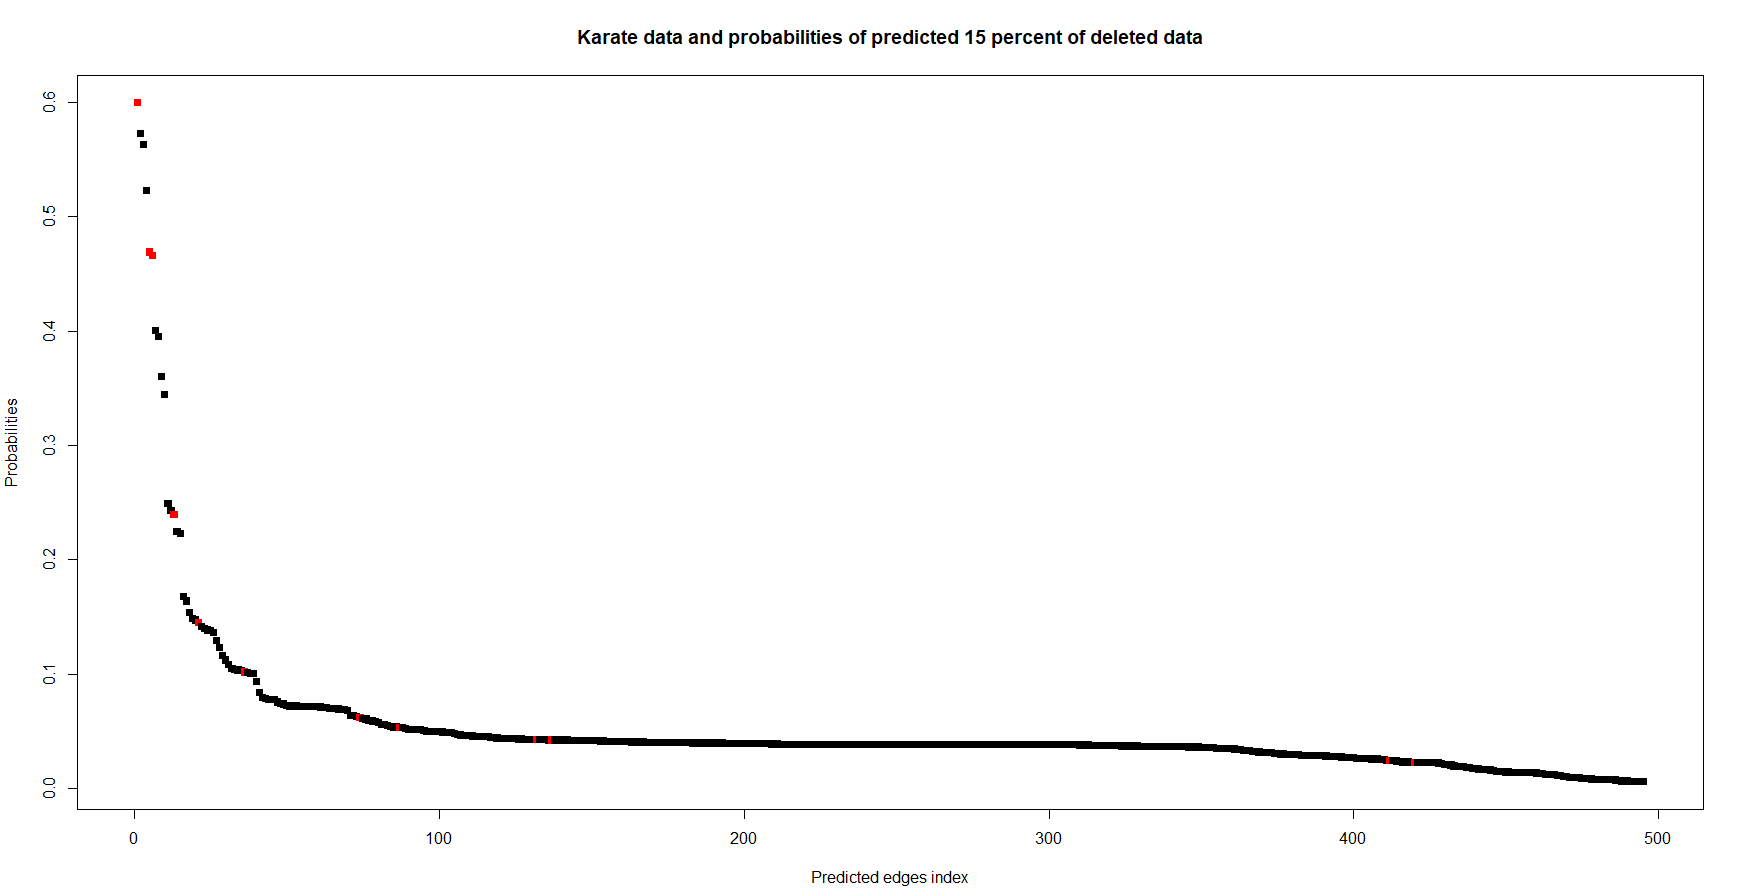 Karate data and probabilities of predicted 15 percent of deleted data
Probabilities
0.6
0.5
0.4
0.3
0.2
0.1
0.0
0 100 200 300 400 500
Predicted edges index